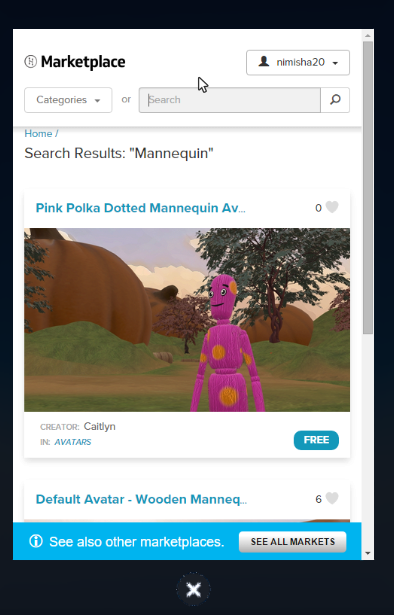 Marketplace
nimisha20
Categories or Search
Home /
Search Results: "Mannequin"
Pink Polka Dotted Mannequin Av... 0
CREATOR: Caitlyn
IN: AVATARS
FREE
Default Avatar - Wooden Manneq... 6
See also other marketplaces. SEE ALL MARKETS